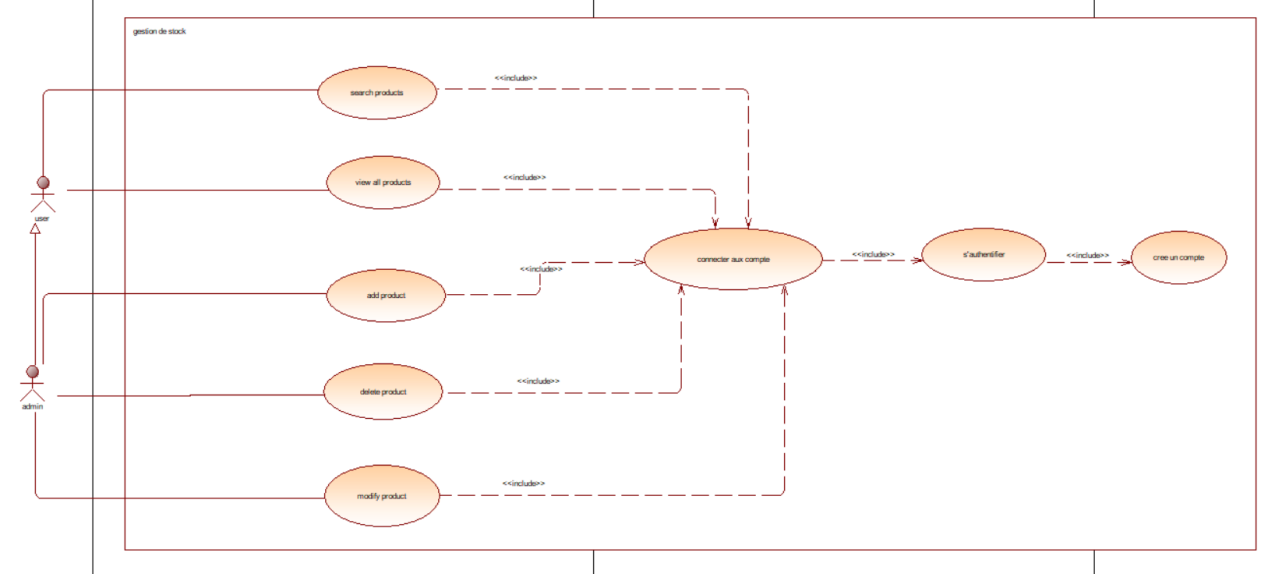 gestion de stock
<<include>>
search products
<<include>>
view all products
user
<<include>>
connecter aux compte
<<include>>
s'authentifier
<<include>>
cree un compte
add product
<<include>>
delete product
admin
<<include>>
modify product